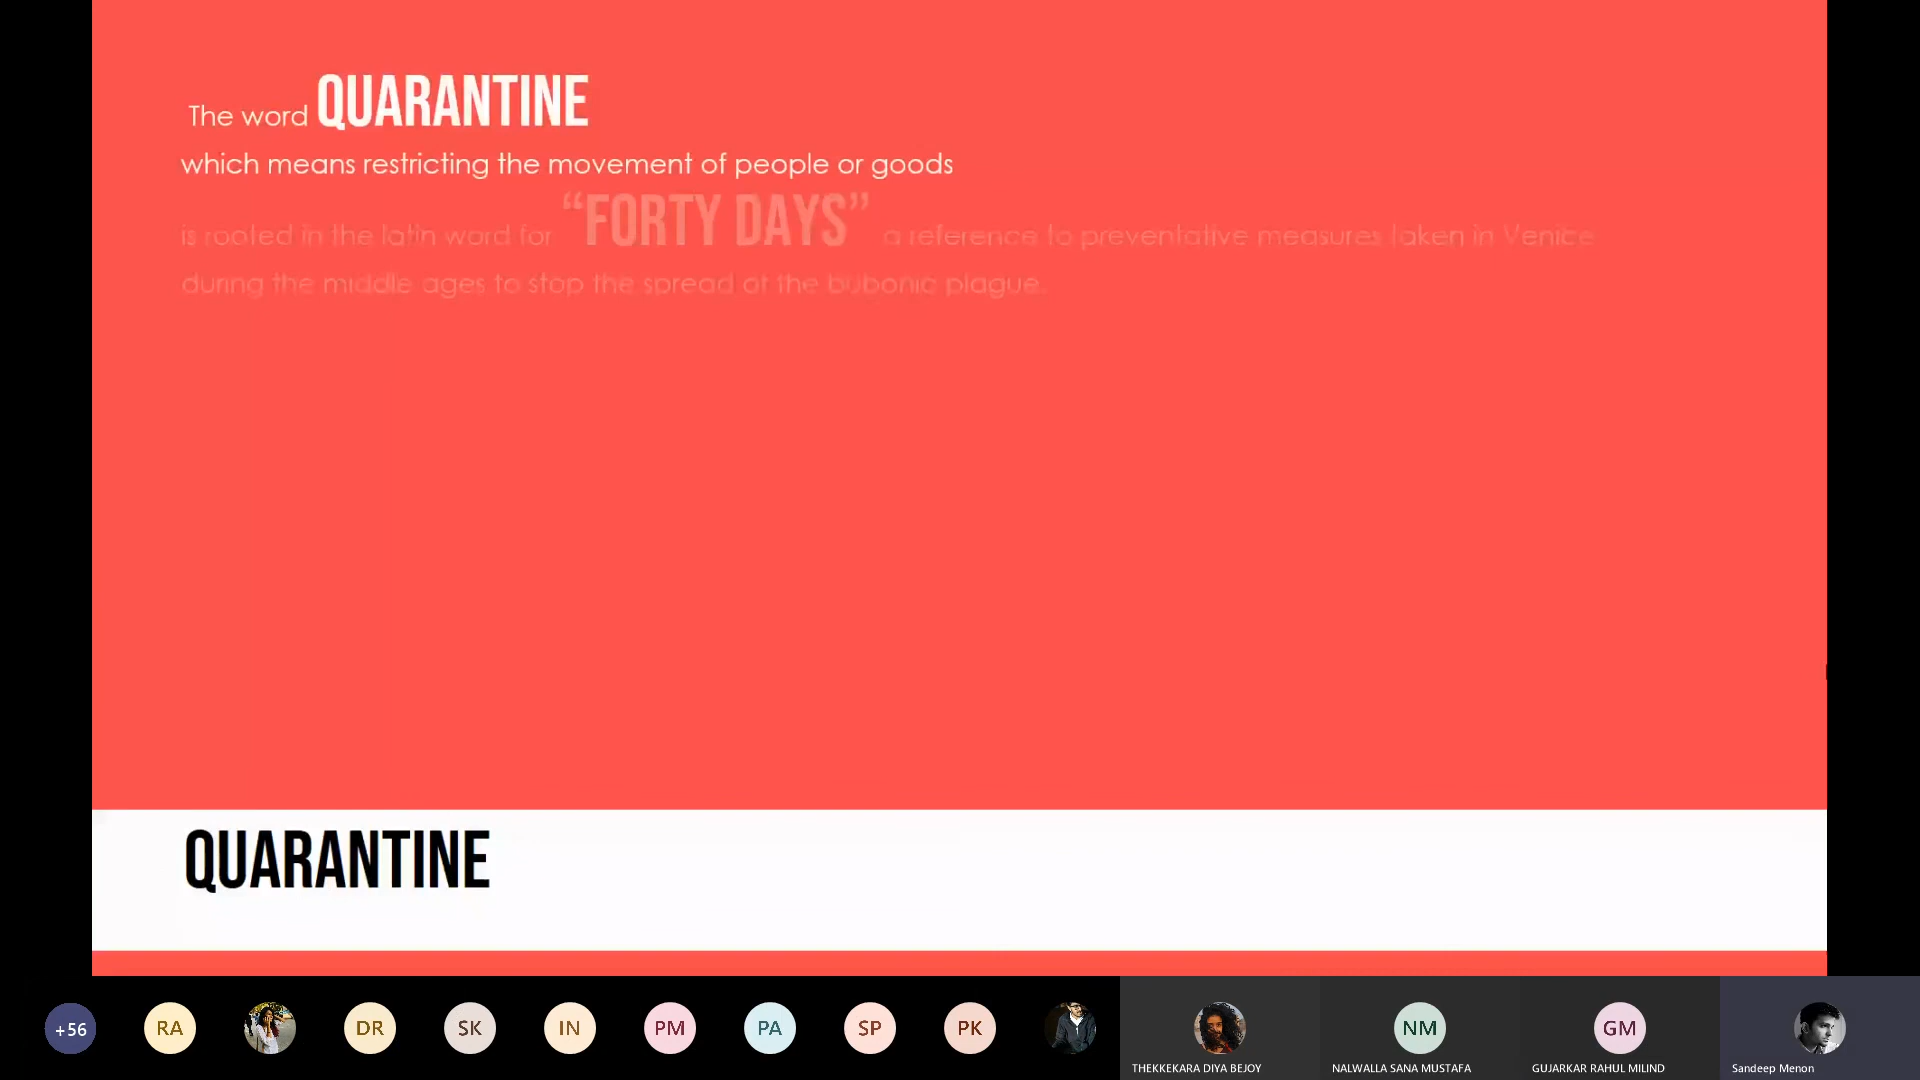 The word QUARANTINE
which means restricting the movement of people or goods
is rooted in the latin word for “FORTY DAYS” a reference to preventative measures taken in Venice
during the middle ages to stop the spread of the bubonic plague.
QUARANTINE
+56
RA
DR
SK
IN
PM
PA
SP
PK
NM
GM
THEKKEKARA DIYA BEJOY
NALWALLA SANA MUSTAFA
GUJARKAR RAHUL MILIND
Sandeep Menon